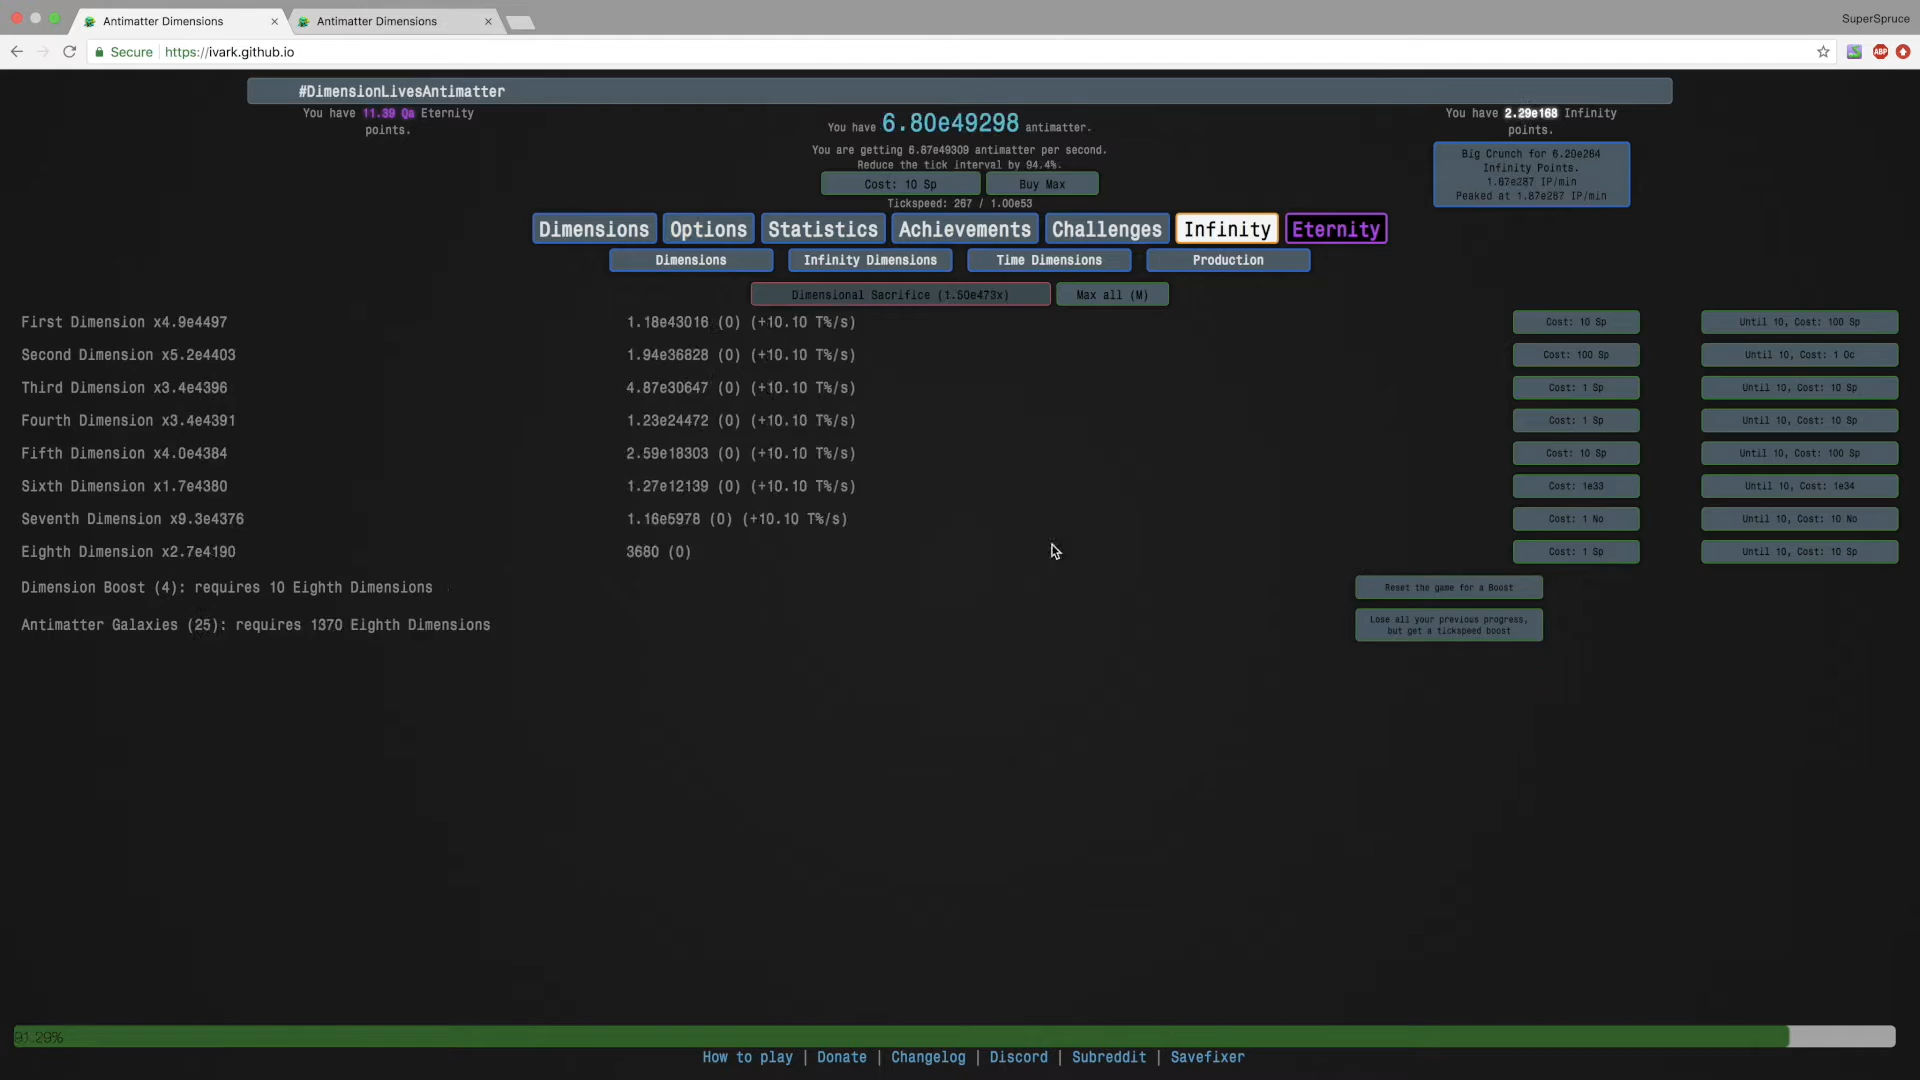 Antimatter Dimensions
Antimatter Dimensions
SuperSpruce
Secure https://ivark.github.io
ABP
#DimensionLivesAntimatter
You have 11.39 Qa Eternity
points.
You have 6.80e49298 antimatter.
You are getting 6.87e49309 antimatter per second.
Reduce the tick interval by 94.4%.
Cost: 10 Sp
Buy Max
Tickspeed: 267 / 1.00e53
You have 2.29e168 Infinity
points.
Big Crunch for 6.20e284
Infinity Points.
1.67e287 IP/min
Peaked at 1.87e287 IP/min
Dimensions Options Statistics Achievements Challenges Infinity Eternity
Dimensions Infinity Dimensions Time Dimensions Production
Dimensional Sacrifice (1.50e473x) Max all (M)
First Dimension x4.9e4497 1.18e43016 (0) (+10.10 T%/s) Cost: 10 Sp Until 10, Cost: 100 Sp
Second Dimension x5.2e4403 1.94e36828 (0) (+10.10 T%/s) Cost: 100 Sp Until 10, Cost: 1 Oc
Third Dimension x3.4e4396 4.87e30647 (0) (+10.10 T%/s) Cost: 1 Sp Until 10, Cost: 10 Sp
Fourth Dimension x3.4e4391 1.23e24472 (0) (+10.10 T%/s) Cost: 1 Sp Until 10, Cost: 10 Sp
Fifth Dimension x4.0e4384 2.59e18303 (0) (+10.10 T%/s) Cost: 10 Sp Until 10, Cost: 100 Sp
Sixth Dimension x1.7e4380 1.27e12139 (0) (+10.10 T%/s) Cost: 1e33 Until 10, Cost: 1e34
Seventh Dimension x9.3e4376 1.16e5978 (0) (+10.10 T%/s) Cost: 1 No Until 10, Cost: 10 No
Eighth Dimension x2.7e4190 3680 (0) Cost: 1 Sp Until 10, Cost: 10 Sp
Dimension Boost (4): requires 10 Eighth Dimensions Reset the game for a Boost
Antimatter Galaxies (25): requires 1370 Eighth Dimensions
Lose all your previous progress,
but get a tickspeed boost
91.29%
How to play | Donate | Changelog | Discord | Subreddit | Savefixer